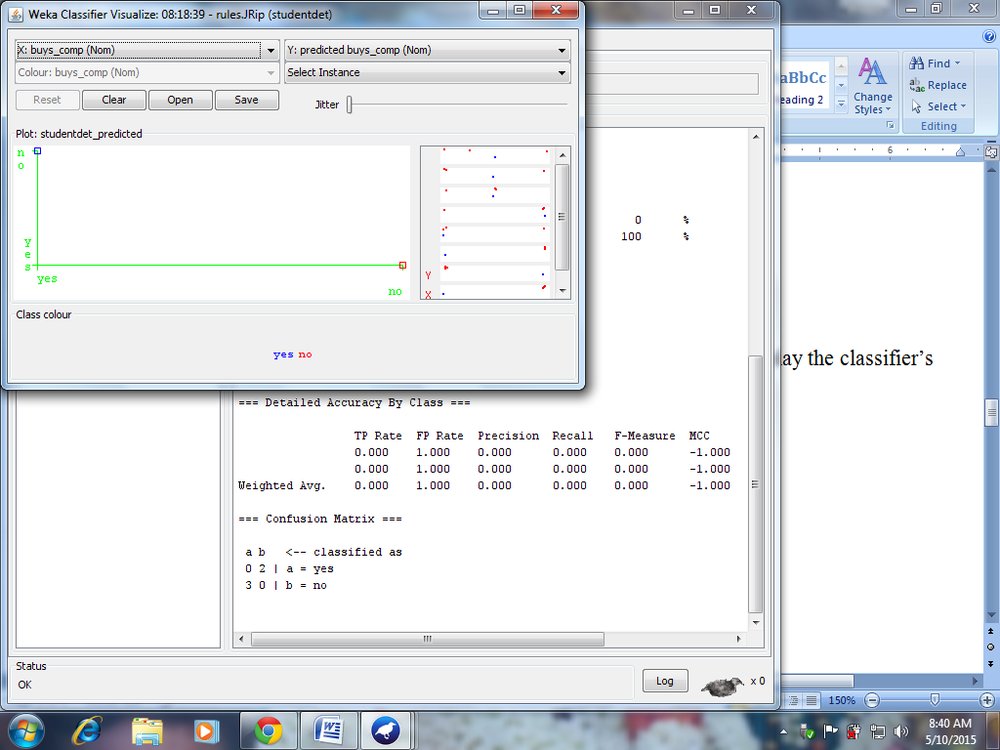 Weka Classifier Visualize: 08:18:39 - rules.JRip (studentdet)
X: buys_comp (Nom)
Y: predicted buys_comp (Nom)
Colour: buys_comp (Nom)
Select Instance
Reset
Clear
Open
Save
Jitter
Plot: studentdet_predicted
n
o
y
e
s
yes
no
Y
X
Class colour
yes no
0 %
100 %
=== Detailed Accuracy By Class ===
TP Rate FP Rate Precision Recall F-Measure MCC
0.000 1.000 0.000 0.000 0.000 -1.000
0.000 1.000 0.000 0.000 0.000 -1.000
Weighted Avg. 0.000 1.000 0.000 0.000 0.000 -1.000
=== Confusion Matrix ===
a b <-- classified as
0 2 | a = yes
3 0 | b = no
Status
OK
Log
x 0
aBbCc
eading 2
Change
Styles
Find
Replace
Select
Editing
6
ay the classifier's
150%
8:40 AM
5/10/2015